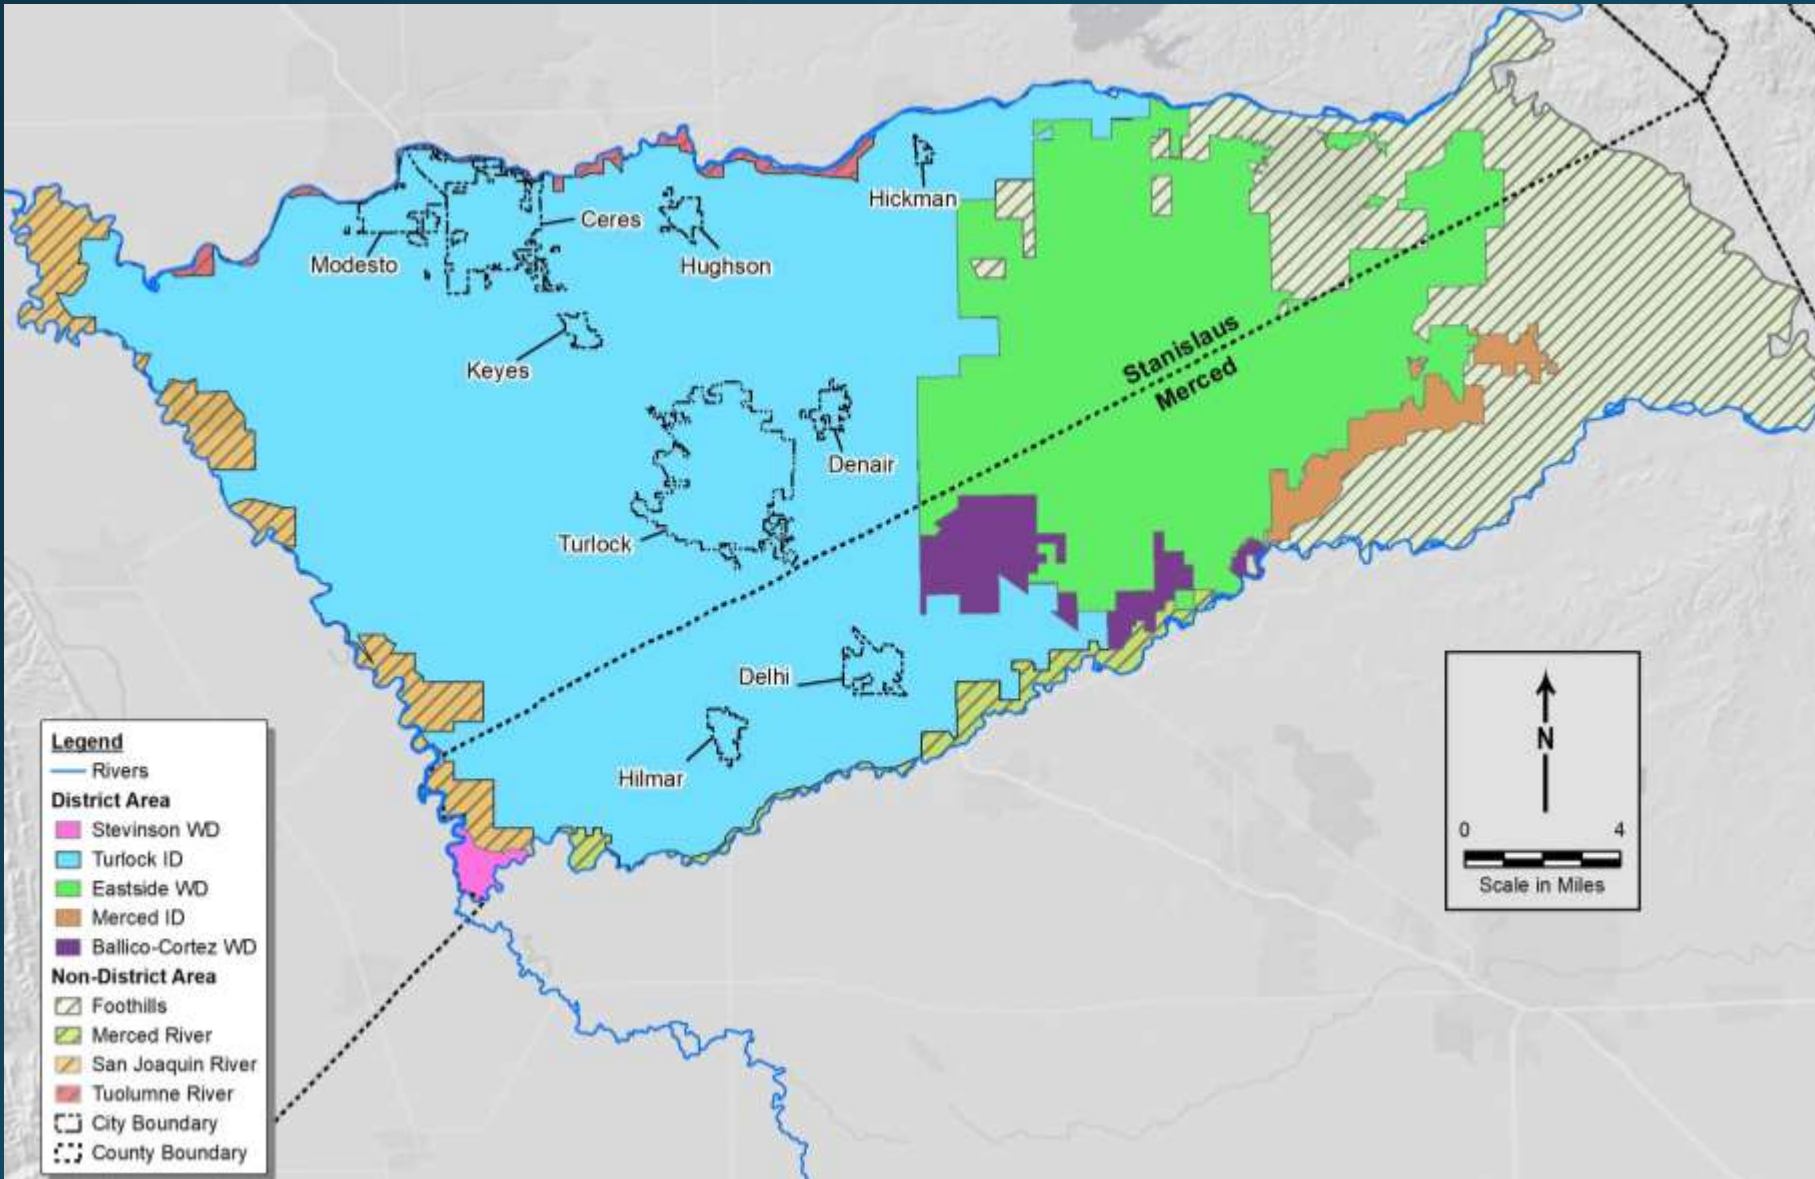 Hickman
Ceres
Modesto
Hughson
Keyes
Stanislaus
Merced
Denair
Turlock
Delhi
Hilmar
Legend
Rivers
District Area
Stevinson WD
Turlock ID
Eastside WD
Merced ID
Ballico-Cortez WD
Non-District Area
Foothills
Merced River
San Joaquin River
Tuolumne River
City Boundary
County Boundary
N
0 4
Scale in Miles